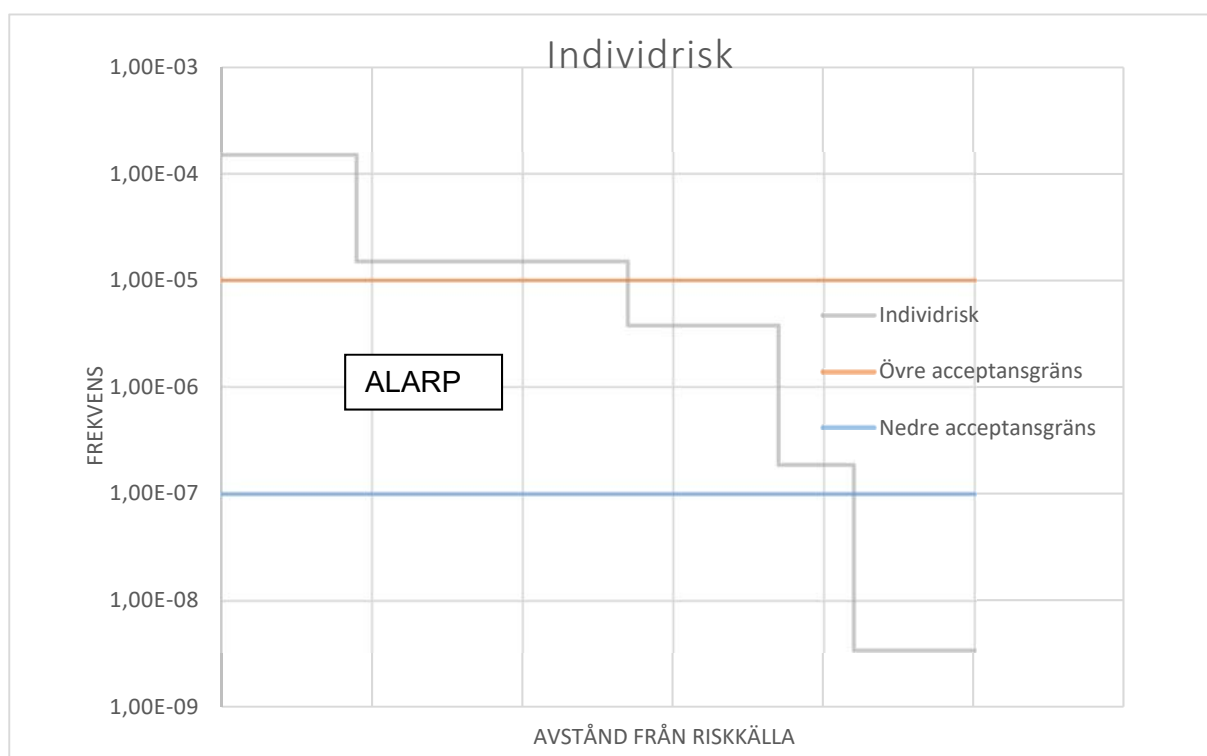 Individrisk
1,00E-03
1,00E-04
1,00E-05
1,00E-06
1,00E-07
1,00E-08
1,00E-09
FREKVENS
ALARP
Individrisk
Övre acceptansgräns
Nedre acceptansgräns
AVSTÅND FRÅN RISKKÄLLA